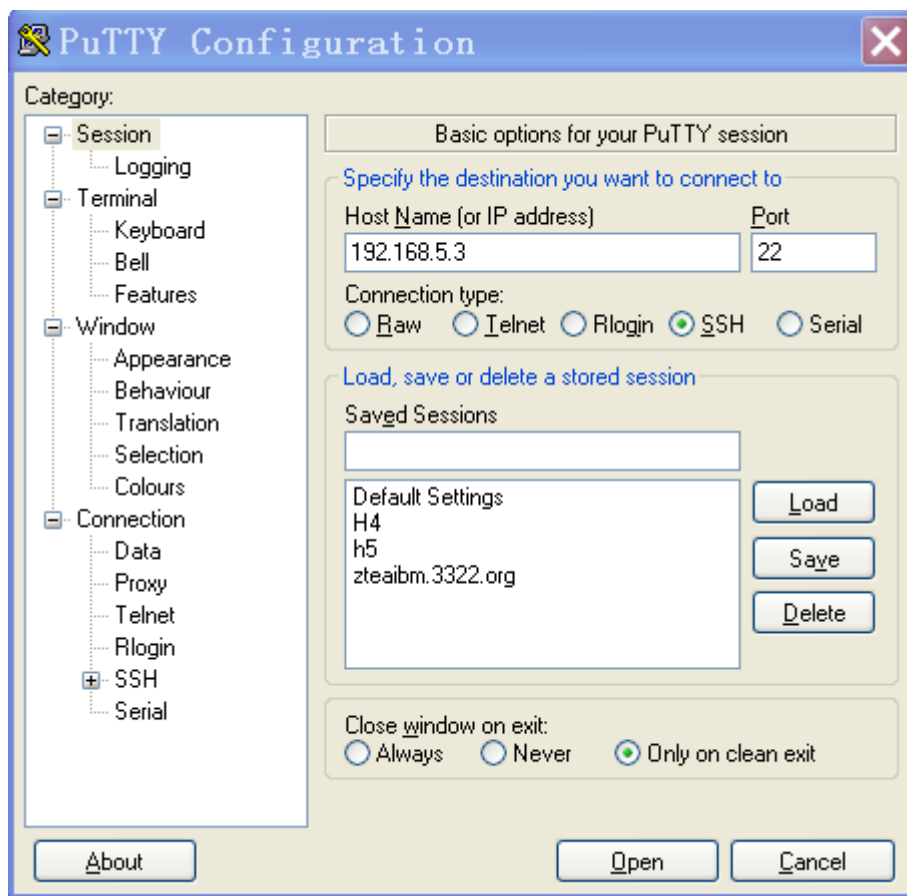 PuTTY Configuration
Category:
Session
Logging
Terminal
Keyboard
Bell
Features
Window
Appearance
Behaviour
Translation
Selection
Colours
Connection
Data
Proxy
Telnet
Rlogin
SSH
Serial
Basic options for your PuTTY session
Specify the destination you want to connect to
Host Name (or IP address) Port
192.168.5.3 22
Connection type:
Raw Telnet Rlogin SSH Serial
Load, save or delete a stored session
Saved Sessions
Default Settings
H4
h5
zteaibm.3322.org
Load
Save
Delete
Close window on exit:
Always Never Only on clean exit
About Open Cancel